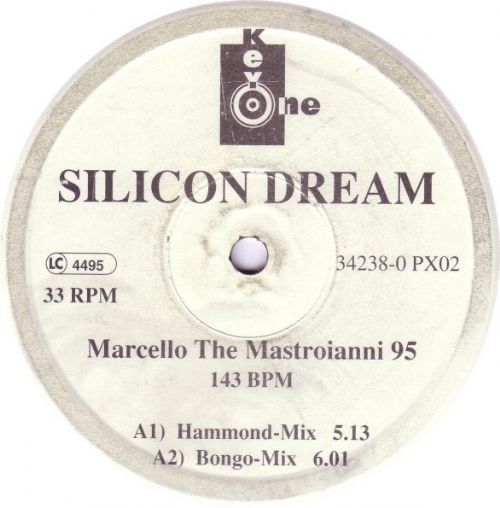 Key One
SILICON DREAM
LC 4495
34238-0 PX02
33 RPM
Marcello The Mastroianni 95
143 BPM
A1) Hammond-Mix 5.13
A2) Bongo-Mix 6.01